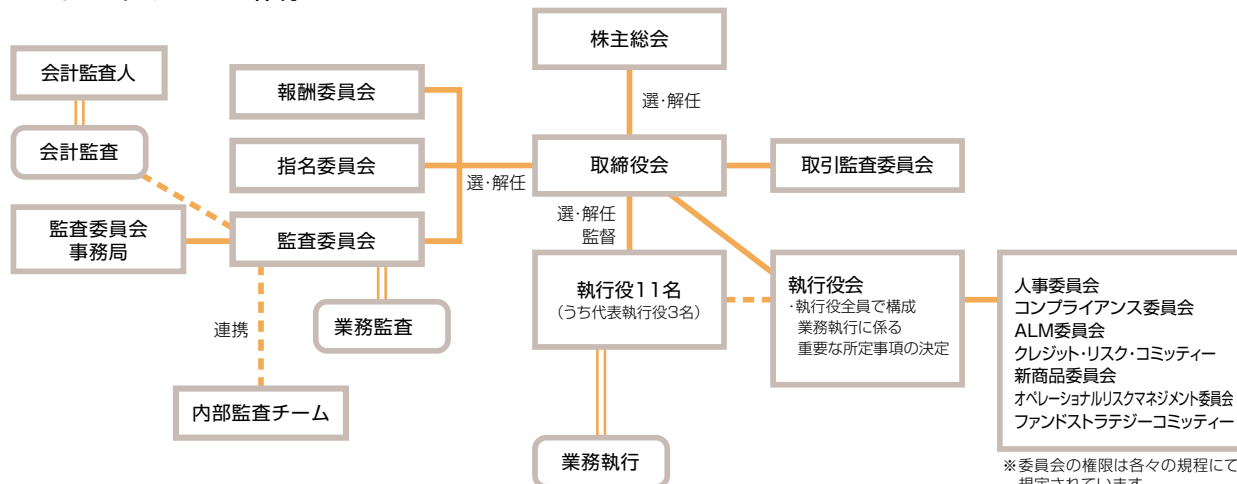 株主総会
会計監査人
報酬委員会
選・解任
会計監査
指名委員会
取締役会
取引監査委員会
選・解任
監査委員会
事務局
監査委員会
選・解任
監督
執行役11名
(うち代表執行役3名)
執行役会
・執行役全員で構成
業務執行に係る
重要な所定事項の決定
人事委員会
コンプライアンス委員会
ALM委員会
クレジット・リスク・コミッティー
新商品委員会
オペレーショナルリスクマネジメント委員会
ファンドストラテジーコミッティー
連携
業務監査
内部監査チーム
業務執行
※委員会の権限は各々の規程にて
規定されています